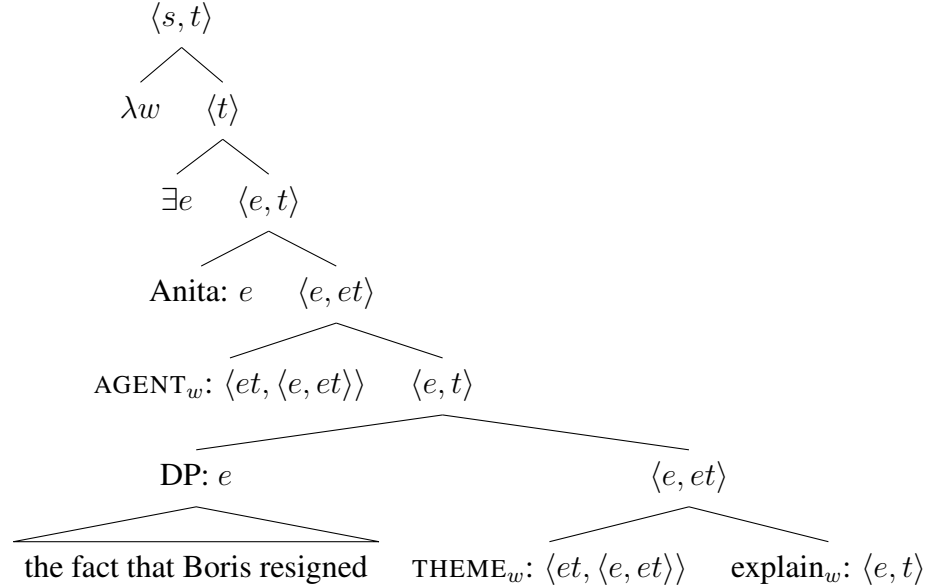 ⟨s, t⟩
λw ⟨t⟩
∃e ⟨e, t⟩
Anita: e ⟨e, et⟩
AGENT_w: ⟨et, ⟨e, et⟩⟩ ⟨e, t⟩
DP: e ⟨e, et⟩
the fact that Boris resigned THEME_w: ⟨et, ⟨e, et⟩⟩ explain_w: ⟨e, t⟩